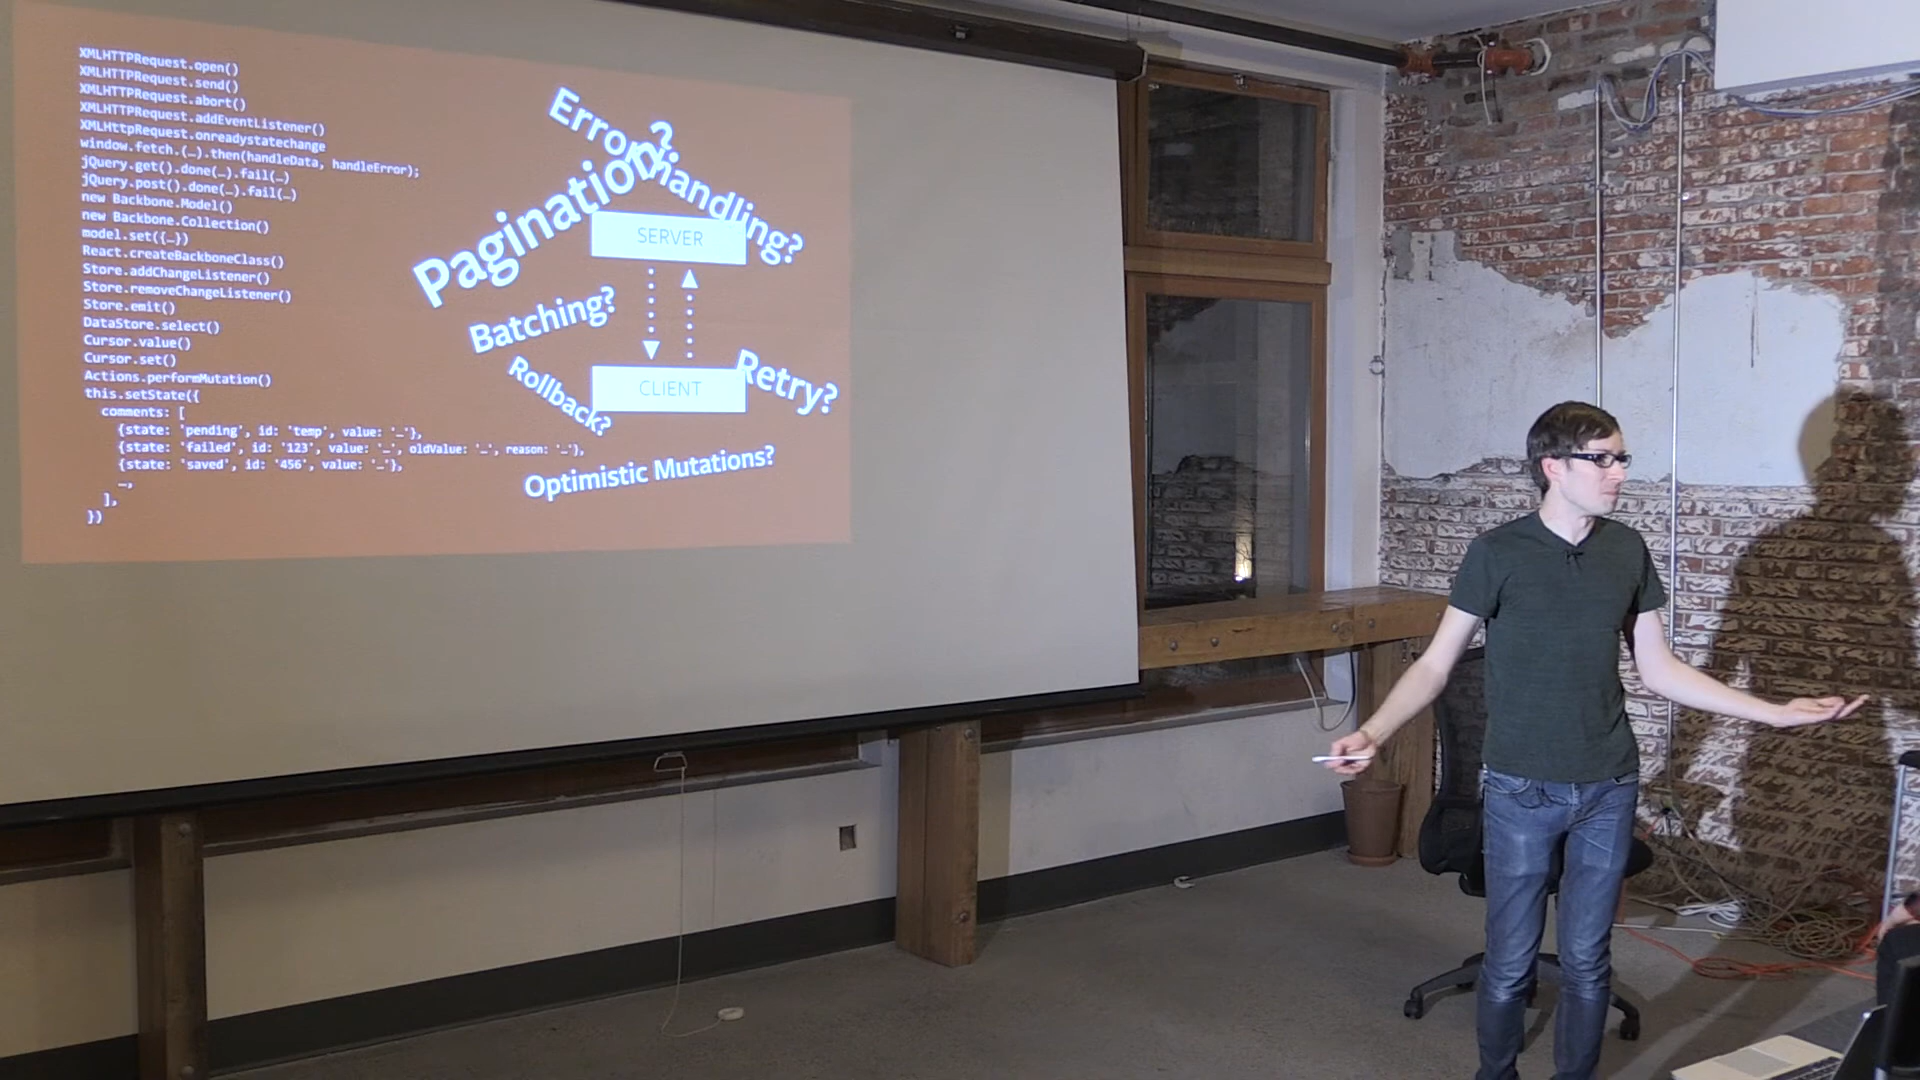 XMLHTTPRequest.open()
XMLHTTPRequest.send()
XMLHTTPRequest.abort()
XMLHTTPRequest.addEventListener()
XMLHttpRequest.onreadystatechange
window.fetch.(…).then(handleData, handleError);
jQuery.get().done(…).fail(…)
jQuery.post().done(…).fail(…)
new Backbone.Model()
new Backbone.Collection()
model.set({…})
React.createBackboneClass()
Store.addChangeListener()
Store.removeChangeListener()
Store.emit()
DataStore.select()
Cursor.value()
Cursor.set()
Actions.performMutation()
this.setState({
comments: [
{state: 'pending', id: 'temp', value: '…'},
{state: 'failed', id: '123', value: '…', oldValue: '…', reason: '…'},
{state: 'saved', id: '456', value: '…'},
…,
],
})
Error handling?
Pagination?
SERVER
Batching?
Rollback?
CLIENT
Retry?
Optimistic Mutations?